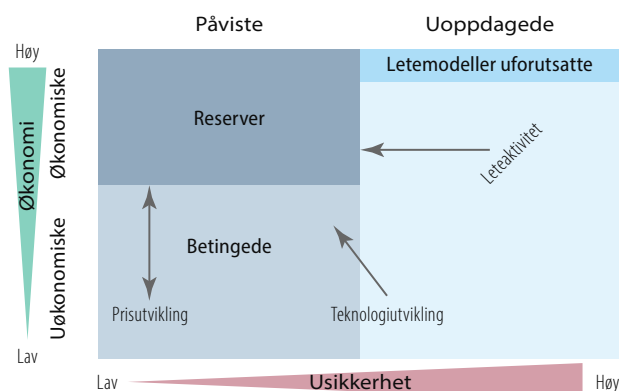 Påviste
Uoppdagede
Høy
Letemodeller uforutsatte
Økonomi
Økonomiske
Reserver
Leteaktivitet
Uøkonomiske
Betingede
Prisutvikling
Teknologiutvikling
Lav
Lav
Usikkerhet
Høy